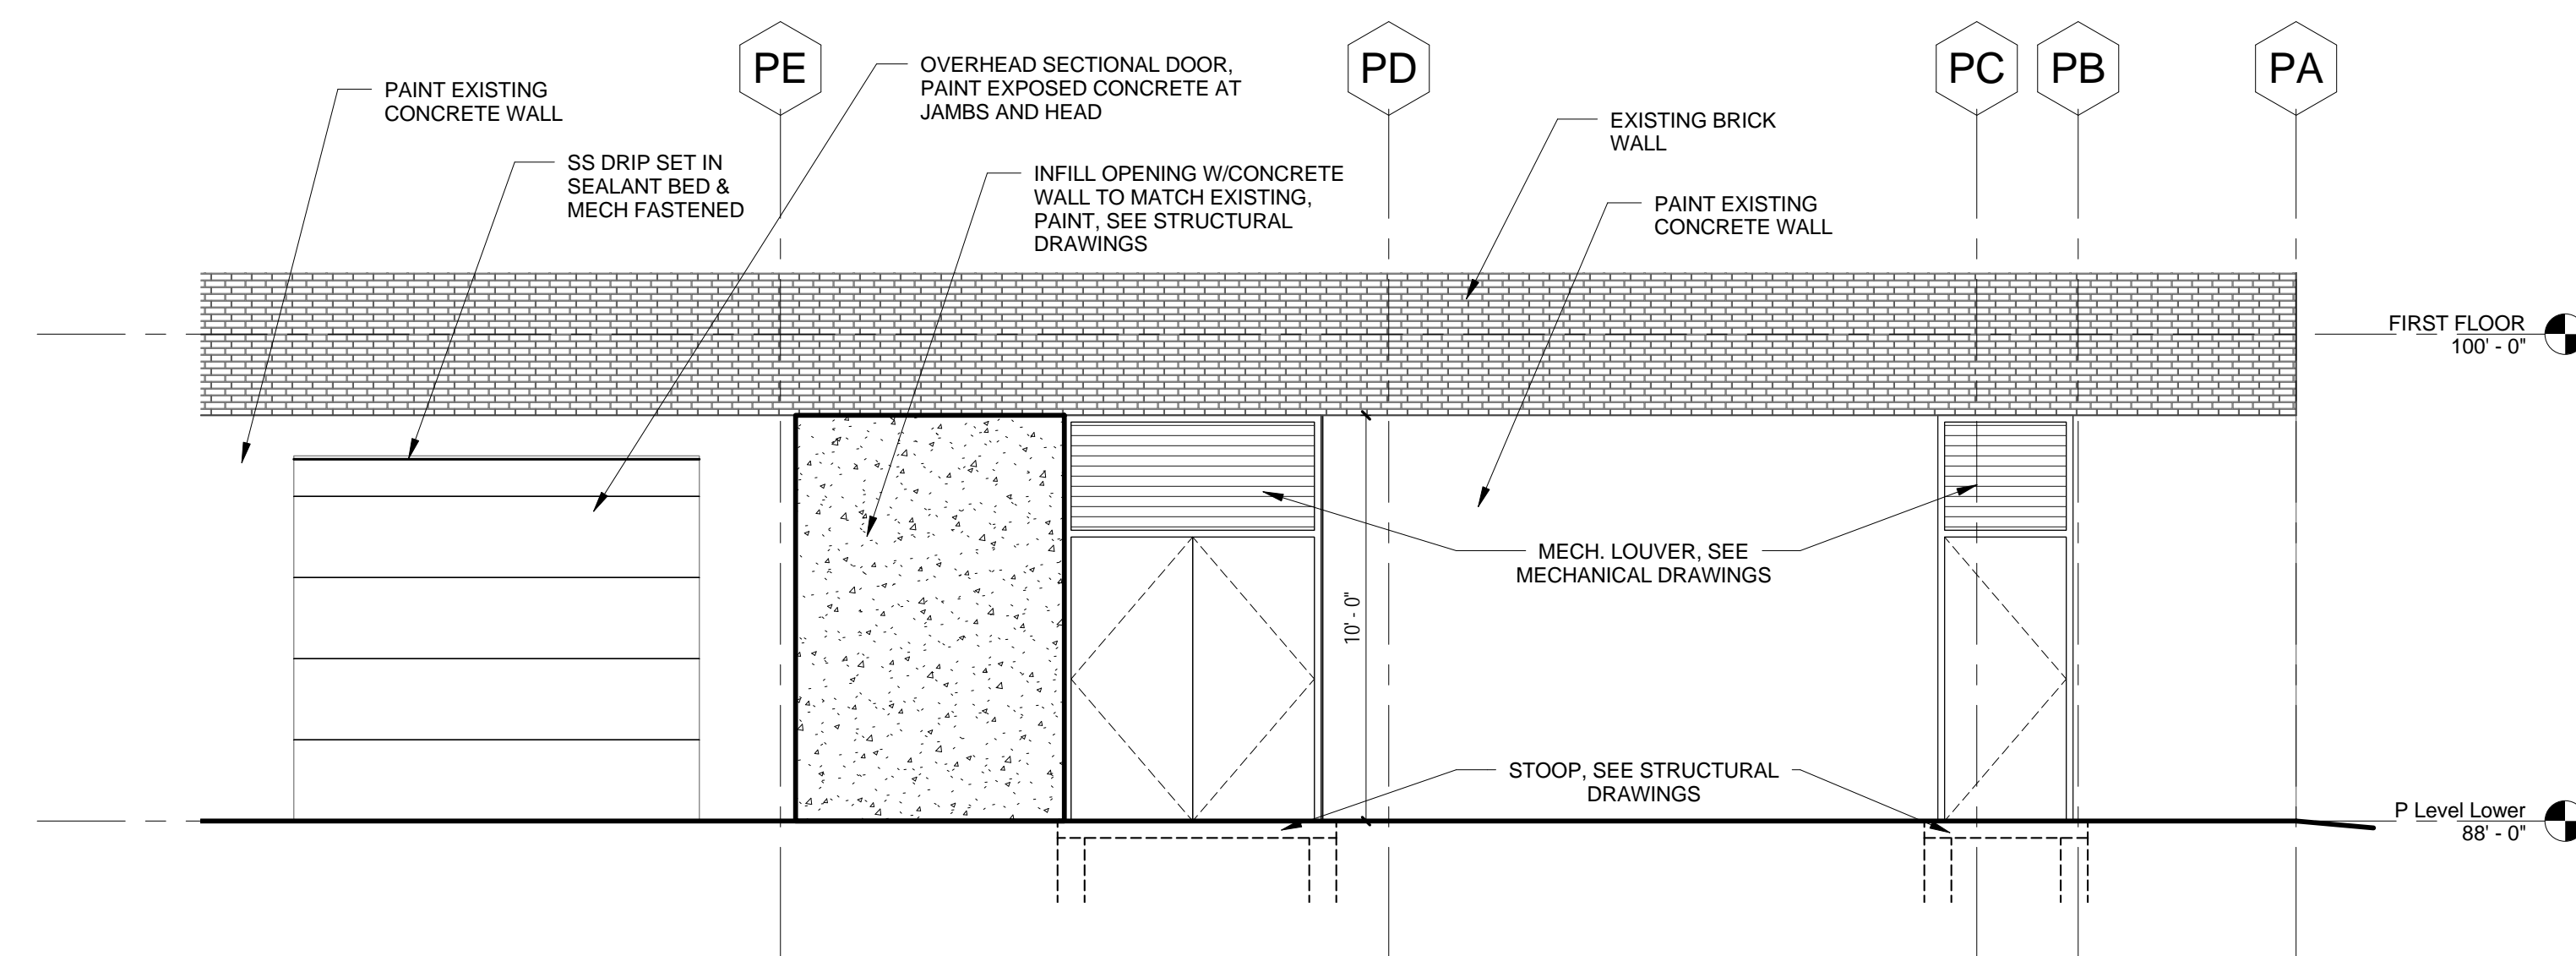 PE
PD
PC
PB
PA
PAINT EXISTING
CONCRETE WALL
SS DRIP SET IN
SEALANT BED &
MECH FASTENED
OVERHEAD SECTIONAL DOOR,
PAINT EXPOSED CONCRETE AT
JAMBS AND HEAD
INFILL OPENING W/CONCRETE
WALL TO MATCH EXISTING,
PAINT, SEE STRUCTURAL
DRAWINGS
EXISTING BRICK
WALL
PAINT EXISTING
CONCRETE WALL
FIRST FLOOR
100' - 0"
MECH. LOUVER, SEE
MECHANICAL DRAWINGS
10' - 0"
STOOP, SEE STRUCTURAL
DRAWINGS
P Level Lower
88' - 0"